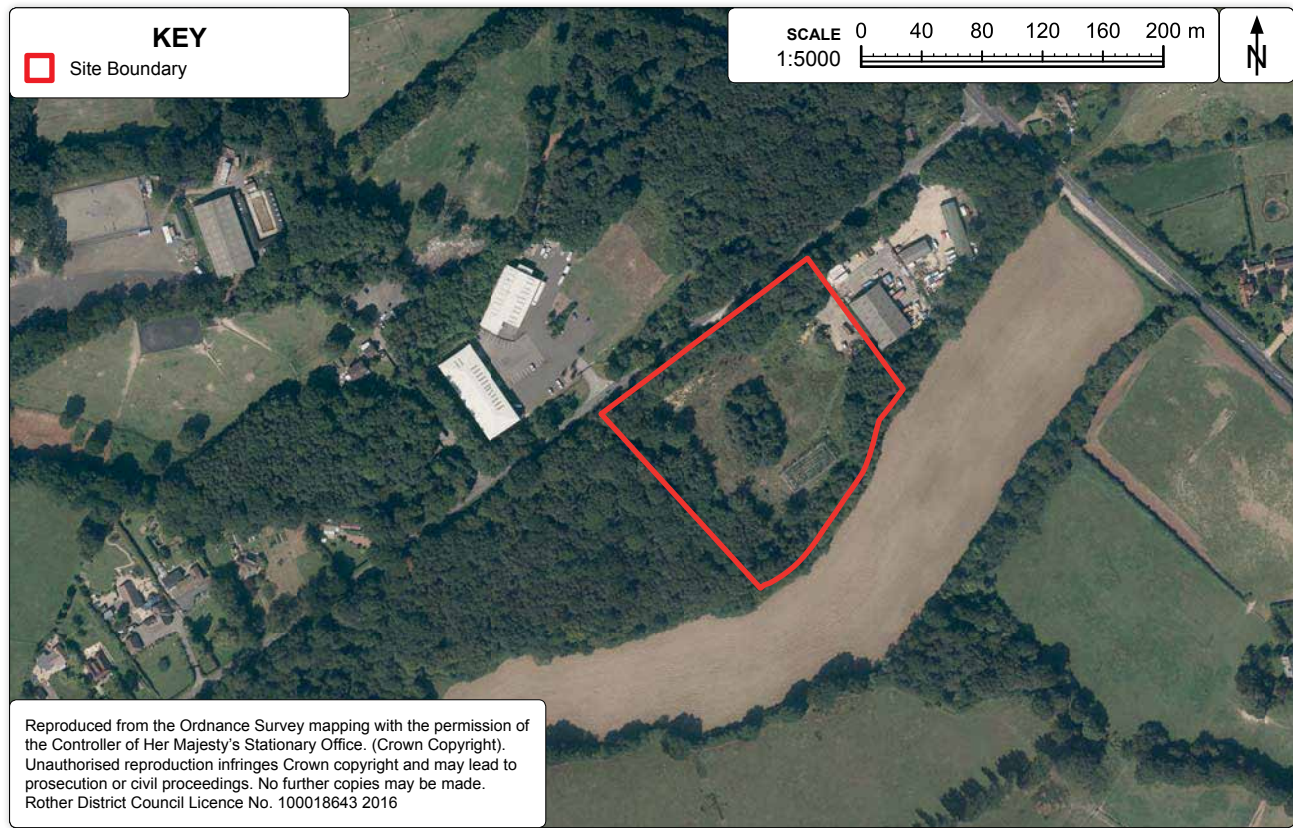 KEY
Site Boundary
SCALE 0 40 80 120 160 200 m
1:5000
N
Reproduced from the Ordnance Survey mapping with the permission of
the Controller of Her Majesty's Stationary Office. (Crown Copyright).
Unauthorised reproduction infringes Crown copyright and may lead to
prosecution or civil proceedings. No further copies may be made.
Rother District Council Licence No. 100018643 2016